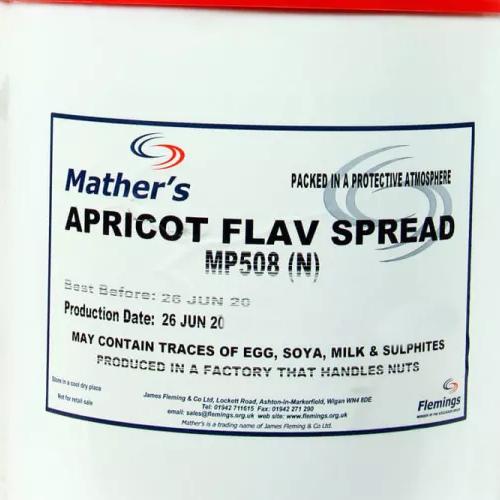 Mather's
PACKED IN A PROTECTIVE ATMOSPHERE
APRICOT FLAV SPREAD
MP508 (N)
Best Before: 26 JUN 20
Production Date: 26 JUN 20
MAY CONTAIN TRACES OF EGG, SOYA, MILK & SULPHITES
PRODUCED IN A FACTORY THAT HANDLES NUTS
Store in a cool dry place
Not for retail sale
James Fleming & Co Ltd, Lockett Road, Ashton-in-Markerfield, Wigan WN4 8DE
Tel: 01942 711615 Fax: 01942 271 290
email: sales@flemings.org.uk web site: www.flemings.org.uk
Mather's is a trading name of James Fleming & Co Ltd.
Flemings